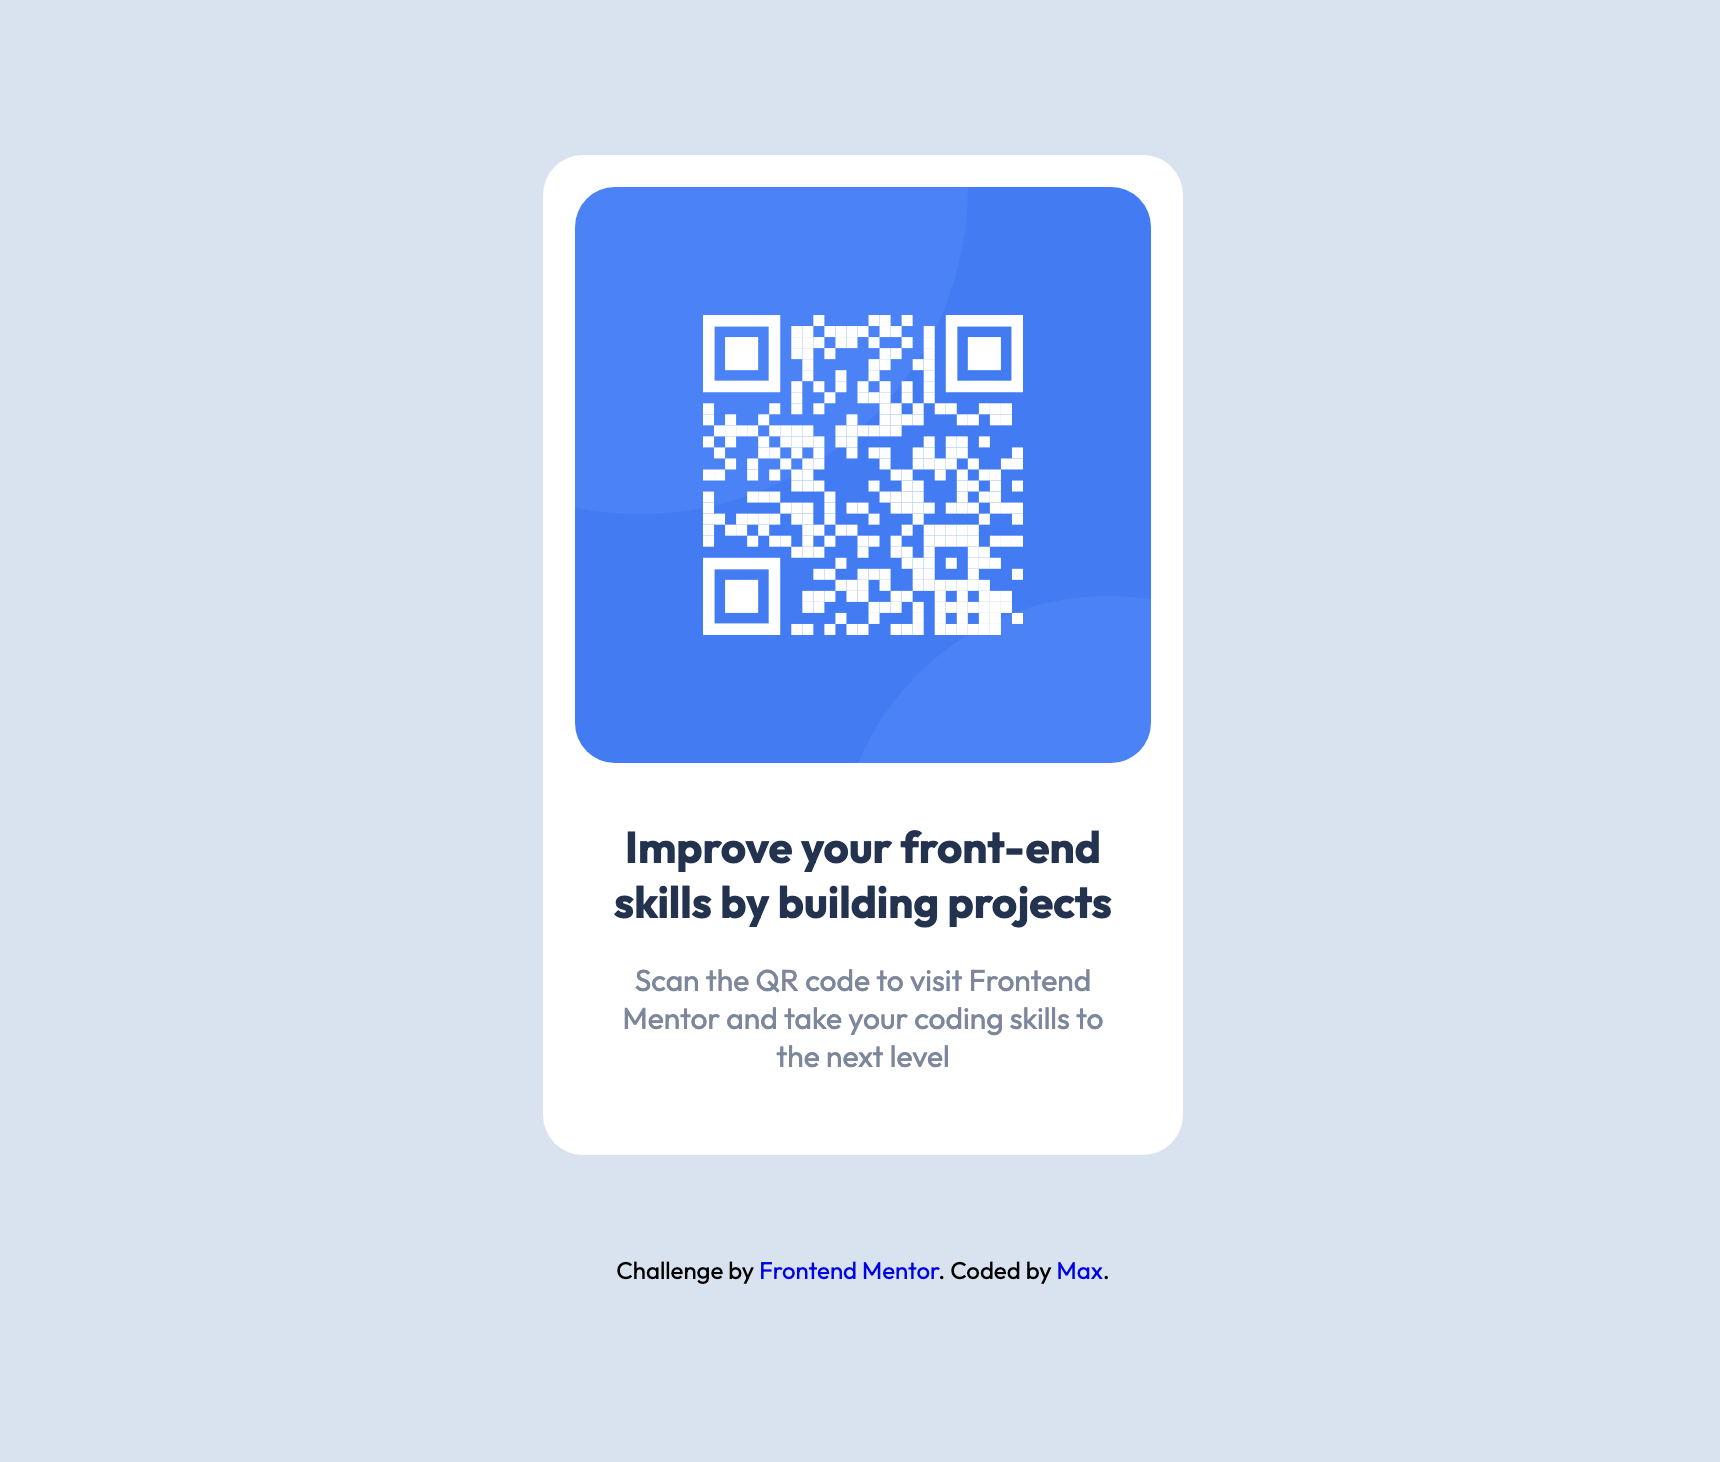 Improve your front-end
skills by building projects
Scan the QR code to visit Frontend
Mentor and take your coding skills to
the next level
Challenge by Frontend Mentor. Coded by Max.